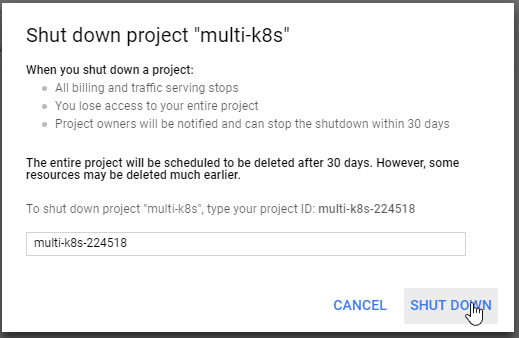 Shut down project "multi-k8s"
When you shut down a project:
All billing and traffic serving stops
You lose access to your entire project
Project owners will be notified and can stop the shutdown within 30 days
The entire project will be scheduled to be deleted after 30 days. However, some
resources may be deleted much earlier.
To shut down project "multi-k8s", type your project ID: multi-k8s-224518
multi-k8s-224518
CANCEL SHUT DOWN